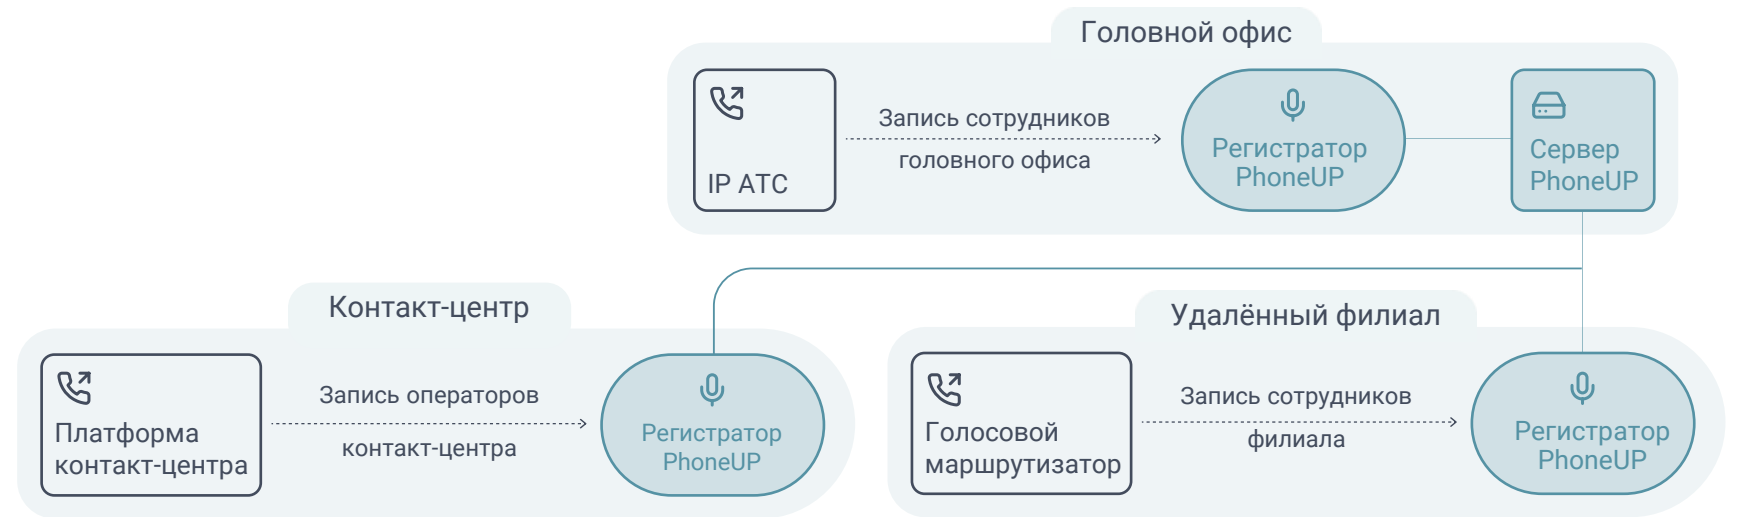 Головной офис
IP АТС
Запись сотрудников
головного офиса
Регистратор
PhoneUP
Сервер
PhoneUP
Контакт-центр
Платформа
контакт-центра
Запись операторов
контакт-центра
Регистратор
PhoneUP
Удалённый филиал
Голосовой
маршрутизатор
Запись сотрудников
филиала
Регистратор
PhoneUP